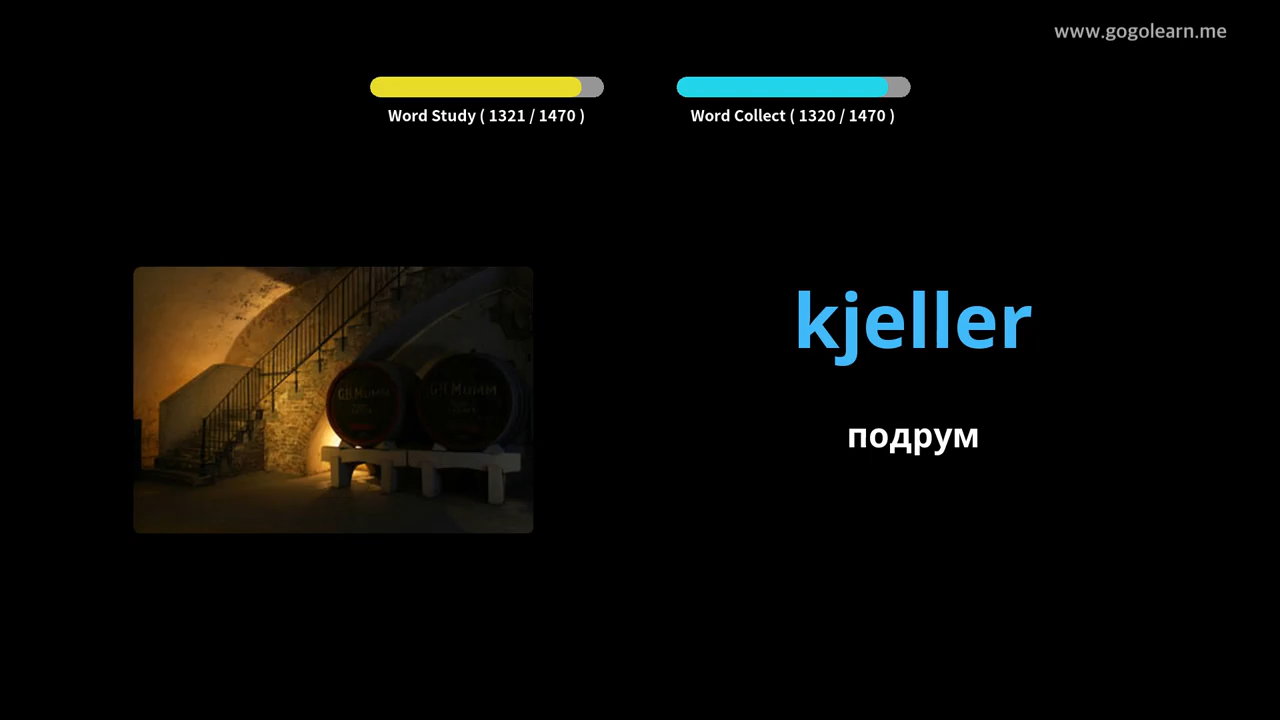 www.gogolearn.me
Word Study ( 1321 / 1470 )
Word Collect ( 1320 / 1470 )
kjeller
подрум